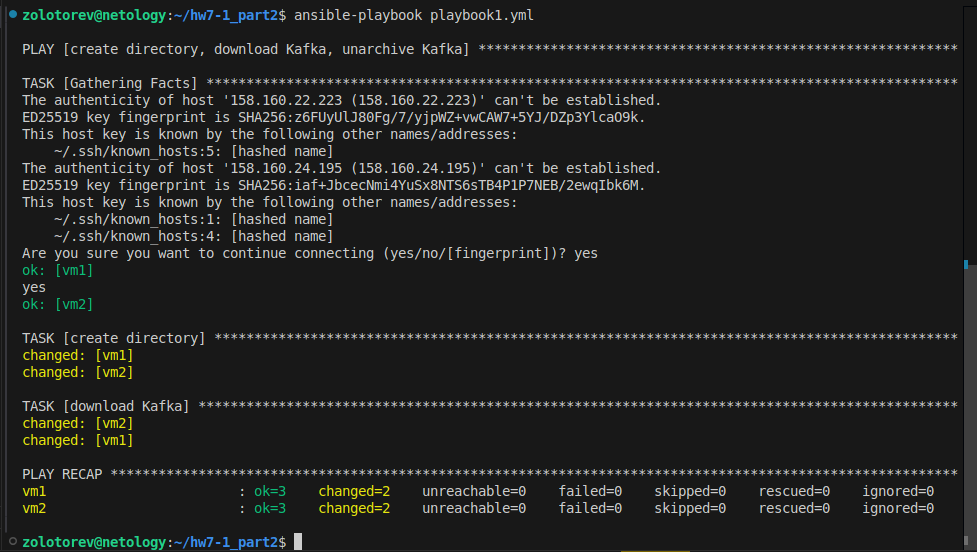 zolotorev@netology:~/hw7-1_part2$ ansible-playbook playbook1.yml
PLAY [create directory, download Kafka, unarchive Kafka] ***********************************************************
TASK [Gathering Facts] *********************************************************************************************
The authenticity of host '158.160.22.223 (158.160.22.223)' can't be established.
ED25519 key fingerprint is SHA256:z6FUyUlJ80Fg/7/yjpWZ+vwCAW7+5YJ/DZp3YlcaO9k.
This host key is known by the following other names/addresses:
    ~/.ssh/known_hosts:5: [hashed name]
The authenticity of host '158.160.24.195 (158.160.24.195)' can't be established.
ED25519 key fingerprint is SHA256:iaf+JbcecNmi4YuSx8NTS6sTB4P1P7NEB/2ewqIbk6M.
This host key is known by the following other names/addresses:
    ~/.ssh/known_hosts:1: [hashed name]
    ~/.ssh/known_hosts:4: [hashed name]
Are you sure you want to continue connecting (yes/no/[fingerprint])? yes
ok: [vm1]
yes
ok: [vm2]
TASK [create directory] ********************************************************************************************
changed: [vm1]
changed: [vm2]
TASK [download Kafka] **********************************************************************************************
changed: [vm2]
changed: [vm1]
PLAY RECAP *********************************************************************************************************
vm1                        : ok=3    changed=2    unreachable=0    failed=0    skipped=0    rescued=0    ignored=0
vm2                        : ok=3    changed=2    unreachable=0    failed=0    skipped=0    rescued=0    ignored=0
zolotorev@netology:~/hw7-1_part2$